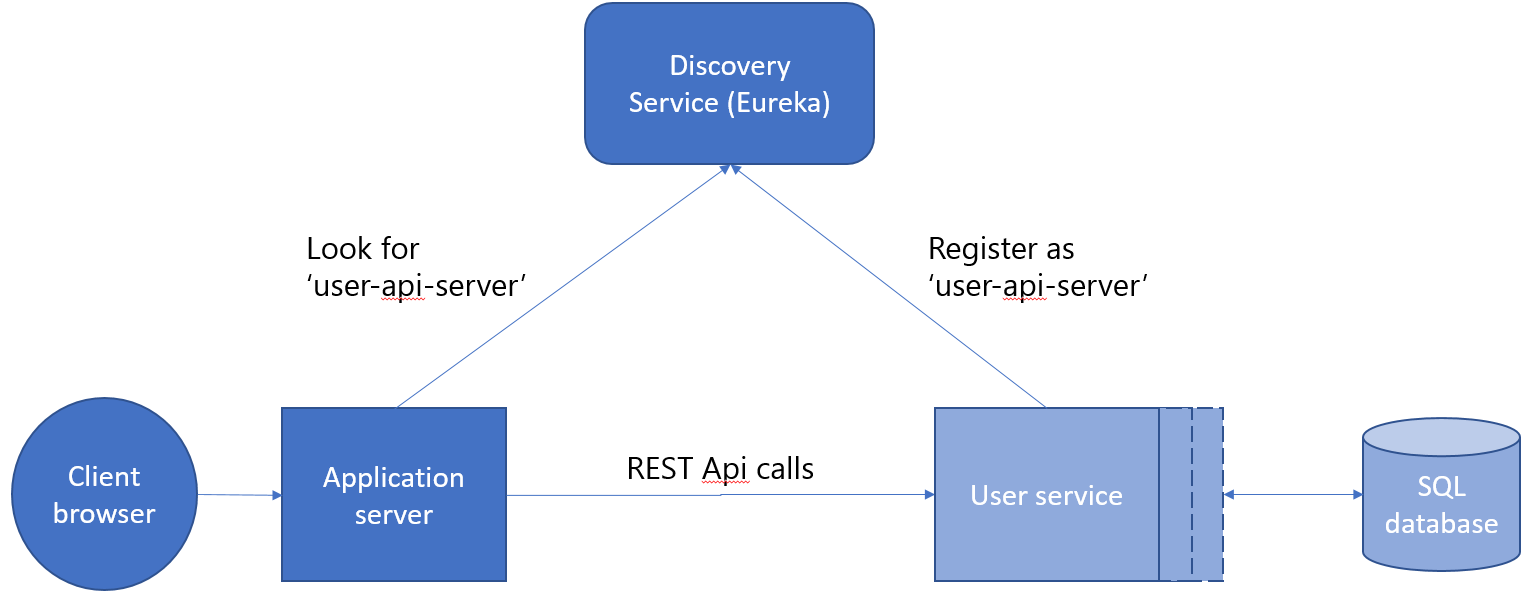 Discovery
Service (Eureka)
Look for
‘user-api-server’
Register as
‘user-api-server’
Client
browser
Application
server
REST Api calls
User service
SQL
database